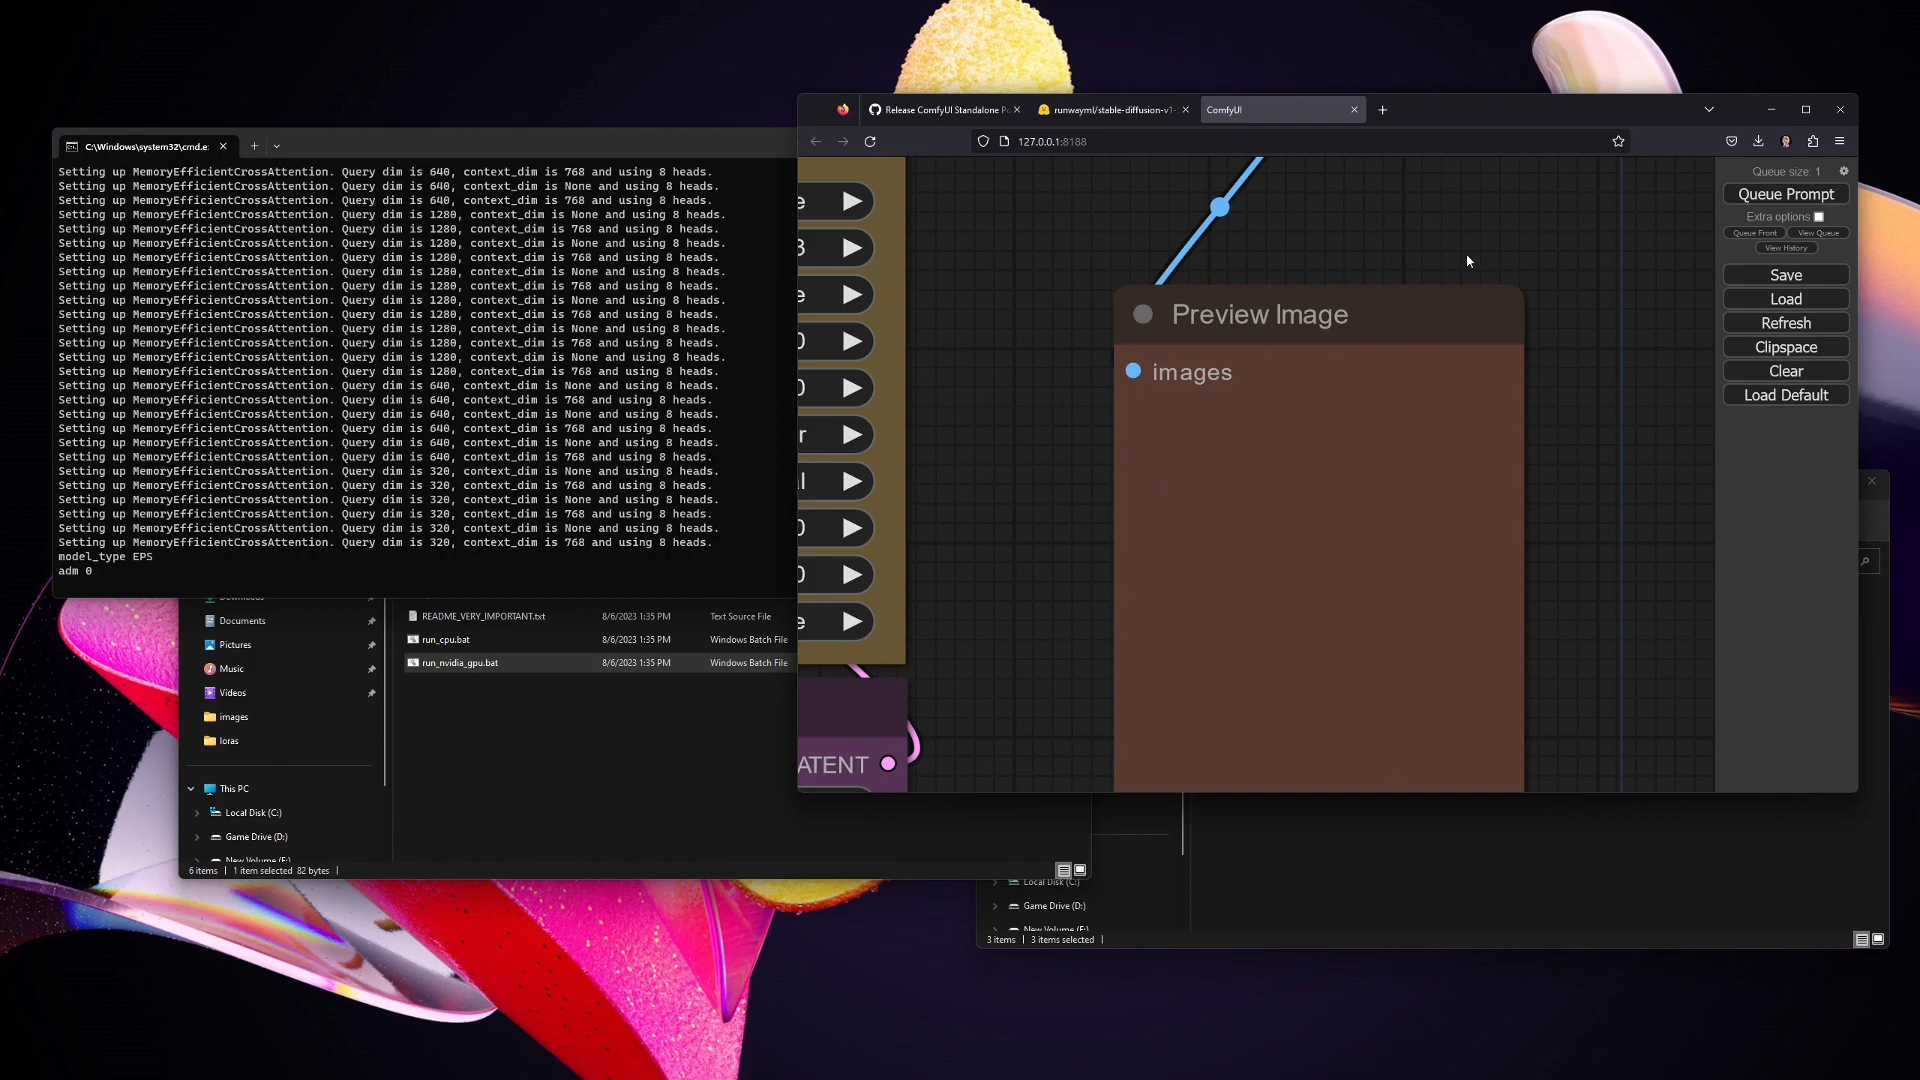 C:\Windows\system32\cmd.e:
Setting up MemoryEfficientCrossAttention. Query dim is 640, context_dim is 768 and using 8 heads.
Setting up MemoryEfficientCrossAttention. Query dim is 640, context_dim is None and using 8 heads.
Setting up MemoryEfficientCrossAttention. Query dim is 640, context_dim is 768 and using 8 heads.
Setting up MemoryEfficientCrossAttention. Query dim is 1280, context_dim is None and using 8 heads.
Setting up MemoryEfficientCrossAttention. Query dim is 1280, context_dim is 768 and using 8 heads.
Setting up MemoryEfficientCrossAttention. Query dim is 1280, context_dim is None and using 8 heads.
Setting up MemoryEfficientCrossAttention. Query dim is 1280, context_dim is 768 and using 8 heads.
Setting up MemoryEfficientCrossAttention. Query dim is 1280, context_dim is None and using 8 heads.
Setting up MemoryEfficientCrossAttention. Query dim is 1280, context_dim is 768 and using 8 heads.
Setting up MemoryEfficientCrossAttention. Query dim is 1280, context_dim is None and using 8 heads.
Setting up MemoryEfficientCrossAttention. Query dim is 1280, context_dim is 768 and using 8 heads.
Setting up MemoryEfficientCrossAttention. Query dim is 1280, context_dim is None and using 8 heads.
Setting up MemoryEfficientCrossAttention. Query dim is 1280, context_dim is 768 and using 8 heads.
Setting up MemoryEfficientCrossAttention. Query dim is 1280, context_dim is None and using 8 heads.
Setting up MemoryEfficientCrossAttention. Query dim is 1280, context_dim is 768 and using 8 heads.
Setting up MemoryEfficientCrossAttention. Query dim is 640, context_dim is None and using 8 heads.
Setting up MemoryEfficientCrossAttention. Query dim is 640, context_dim is 768 and using 8 heads.
Setting up MemoryEfficientCrossAttention. Query dim is 640, context_dim is None and using 8 heads.
Setting up MemoryEfficientCrossAttention. Query dim is 640, context_dim is 768 and using 8 heads.
Setting up MemoryEfficientCrossAttention. Query dim is 640, context_dim is None and using 8 heads.
Setting up MemoryEfficientCrossAttention. Query dim is 640, context_dim is 768 and using 8 heads.
Setting up MemoryEfficientCrossAttention. Query dim is 320, context_dim is None and using 8 heads.
Setting up MemoryEfficientCrossAttention. Query dim is 320, context_dim is 768 and using 8 heads.
Setting up MemoryEfficientCrossAttention. Query dim is 320, context_dim is None and using 8 heads.
Setting up MemoryEfficientCrossAttention. Query dim is 320, context_dim is 768 and using 8 heads.
Setting up MemoryEfficientCrossAttention. Query dim is 320, context_dim is None and using 8 heads.
Setting up MemoryEfficientCrossAttention. Query dim is 320, context_dim is 768 and using 8 heads.
model_type EPS
adm 0
Release ComfyUI Standalone P
runwayml/stable-diffusion-v1-
ComfyUI
127.0.0.1:8188
e
3
e
0
0
r
l
0
0
e
ATENT
Preview Image
images
Queue size: 1
Queue Prompt
Extra options
Queue Front View Queue
View History
Save
Load
Refresh
Clipspace
Clear
Load Default
Documents
Pictures
Music
Videos
images
loras
This PC
Local Disk (C:)
Game Drive (D:)
New Volume (F:)
README_VERY_IMPORTANT.txt 8/6/2023 1:35 PM Text Source File
run_cpu.bat 8/6/2023 1:35 PM Windows Batch File
run_nvidia_gpu.bat 8/6/2023 1:35 PM Windows Batch File
6 items 1 item selected 82 bytes
Local Disk (C:)
Game Drive (D:)
New Volume (F:)
3 items 3 items selected